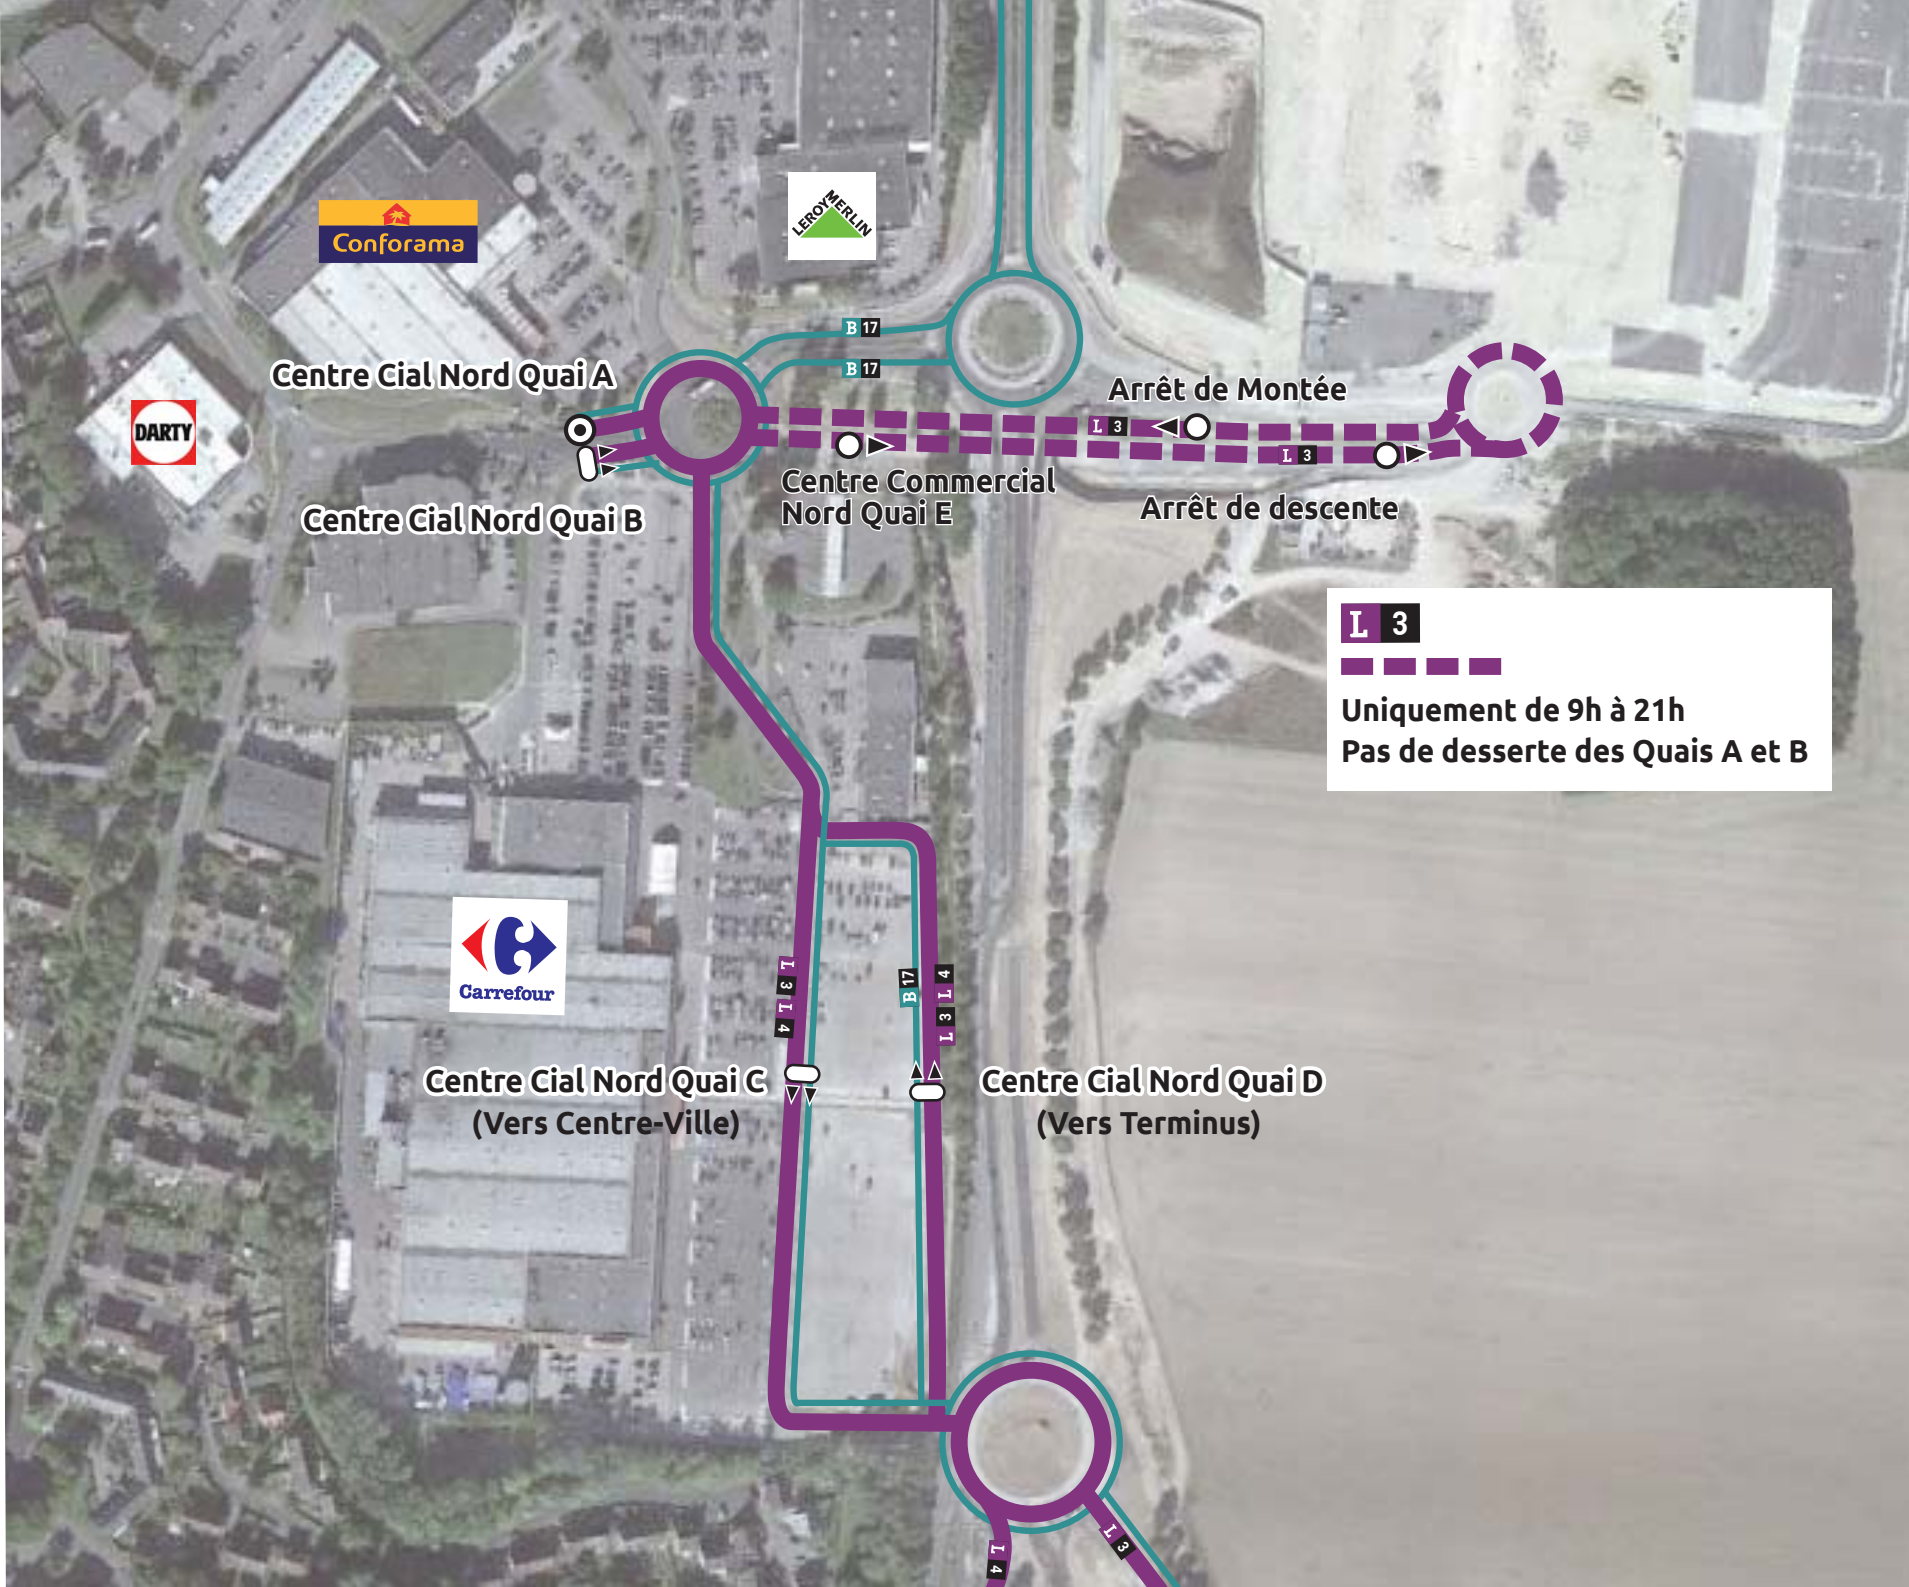 LEROY MERLIN
Conforama
B 17
B 17
Centre Cial Nord Quai A
Arrêt de Montée
DARTY
L 3
L 3
Centre Commercial
Nord Quai E
Centre Cial Nord Quai B
Arrêt de descente
L 3
Uniquement de 9h à 21h
Pas de desserte des Quais A et B
Carrefour
L 3 L 4
B 17
L 3 L 4
Centre Cial Nord Quai C
(Vers Centre-Ville)
Centre Cial Nord Quai D
(Vers Terminus)
L 4
L 3